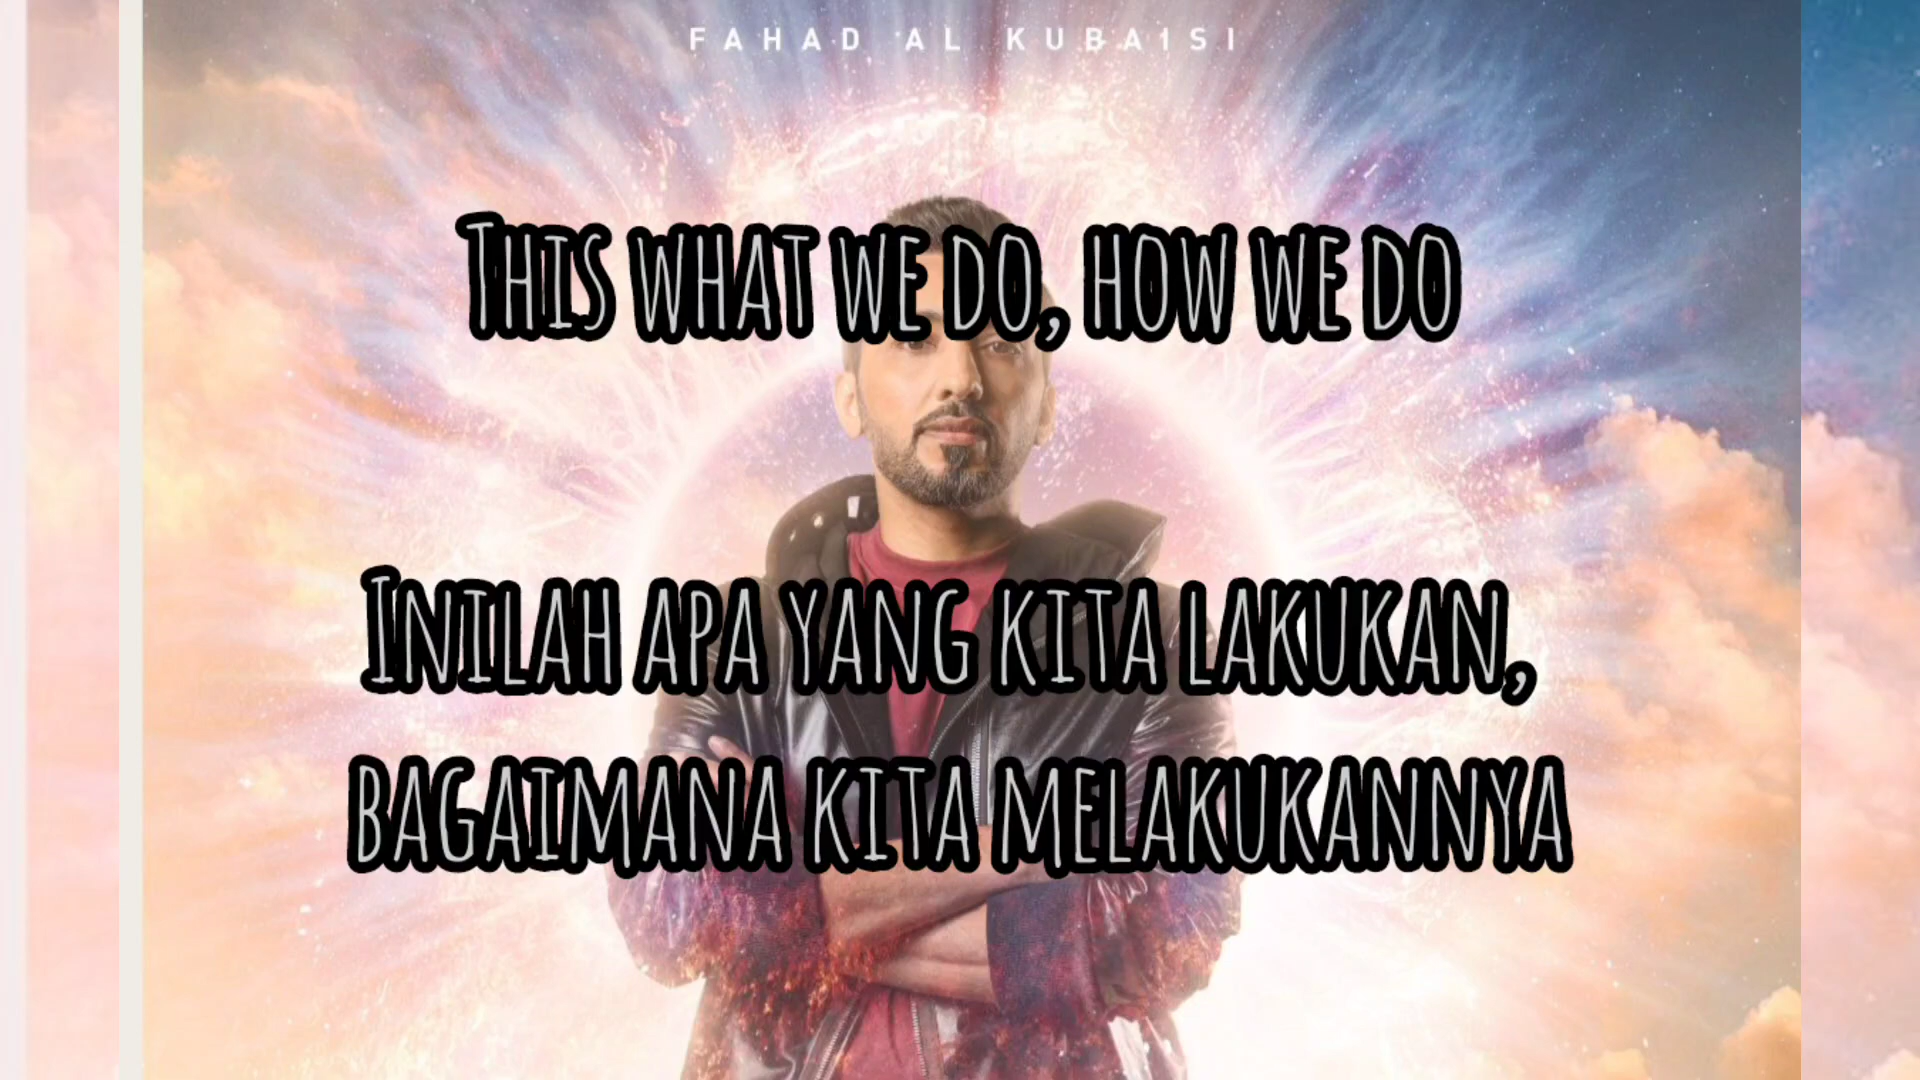 FAHAD AL KUBAISI
This what we do, how we do
Inilah apa yang kita lakukan,
bagaimana kita melakukannya